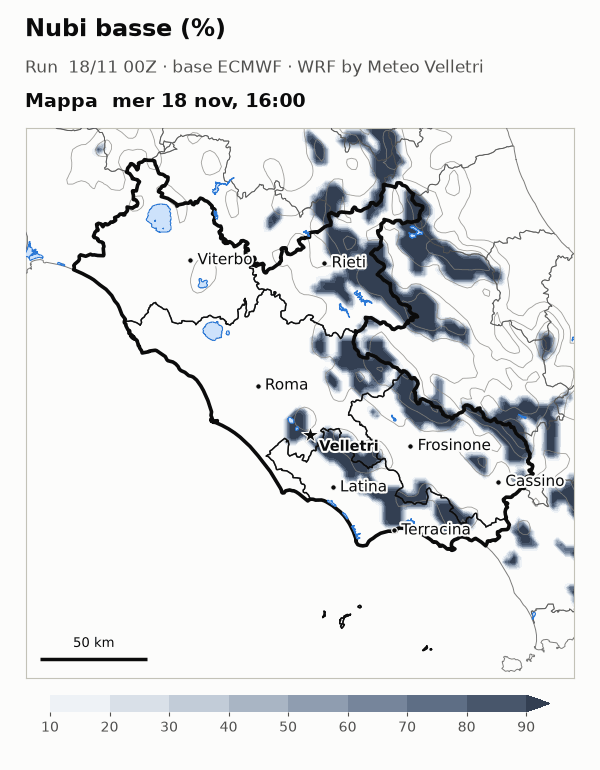 Nubi basse (%)
Run  18/11 00Z · base ECMWF · WRF by Meteo Velletri
Mappa  mer 18 nov, 16:00
Viterbo
Rieti
Roma
Velletri
Frosinone
Latina
Cassino
Terracina
50 km
10 20 30 40 50 60 70 80 90